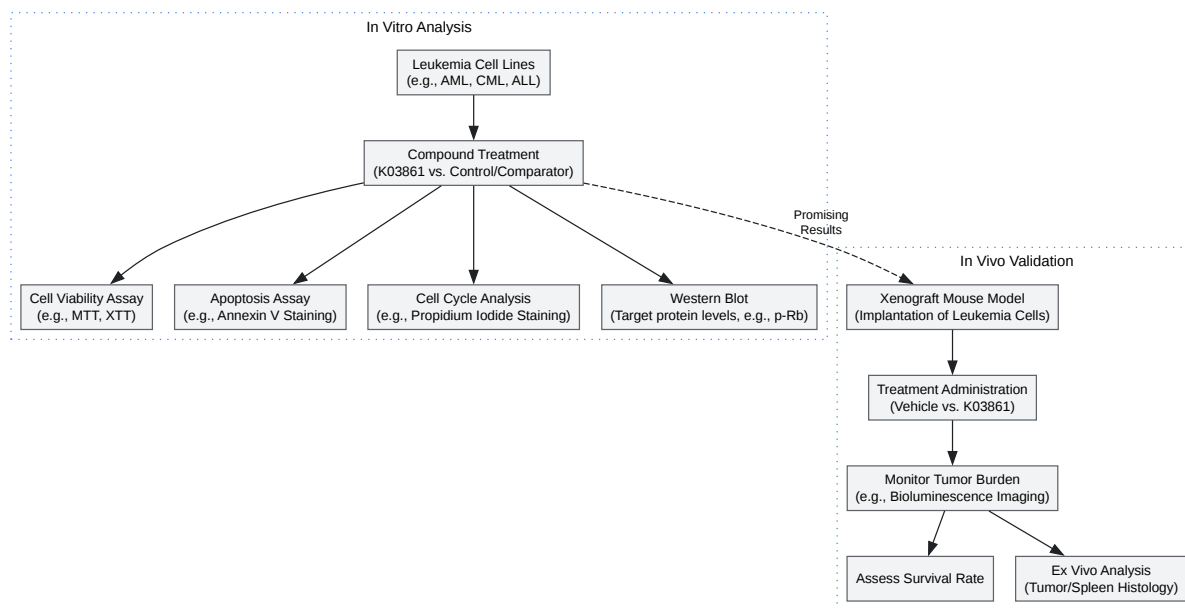 In Vitro Analysis
Leukemia Cell Lines
(e.g., AML, CML, ALL)
Compound Treatment
(K03861 vs. Control/Comparator)
Promising
Results
Cell Viability Assay
(e.g., MTT, XTT)
Apoptosis Assay
(e.g., Annexin V Staining)
Cell Cycle Analysis
(e.g., Propidium Iodide Staining)
Western Blot
(Target protein levels, e.g., p-Rb)
In Vivo Validation
Xenograft Mouse Model
(Implantation of Leukemia Cells)
Treatment Administration
(Vehicle vs. K03861)
Monitor Tumor Burden
(e.g., Bioluminescence Imaging)
Assess Survival Rate
Ex Vivo Analysis
(Tumor/Spleen Histology)